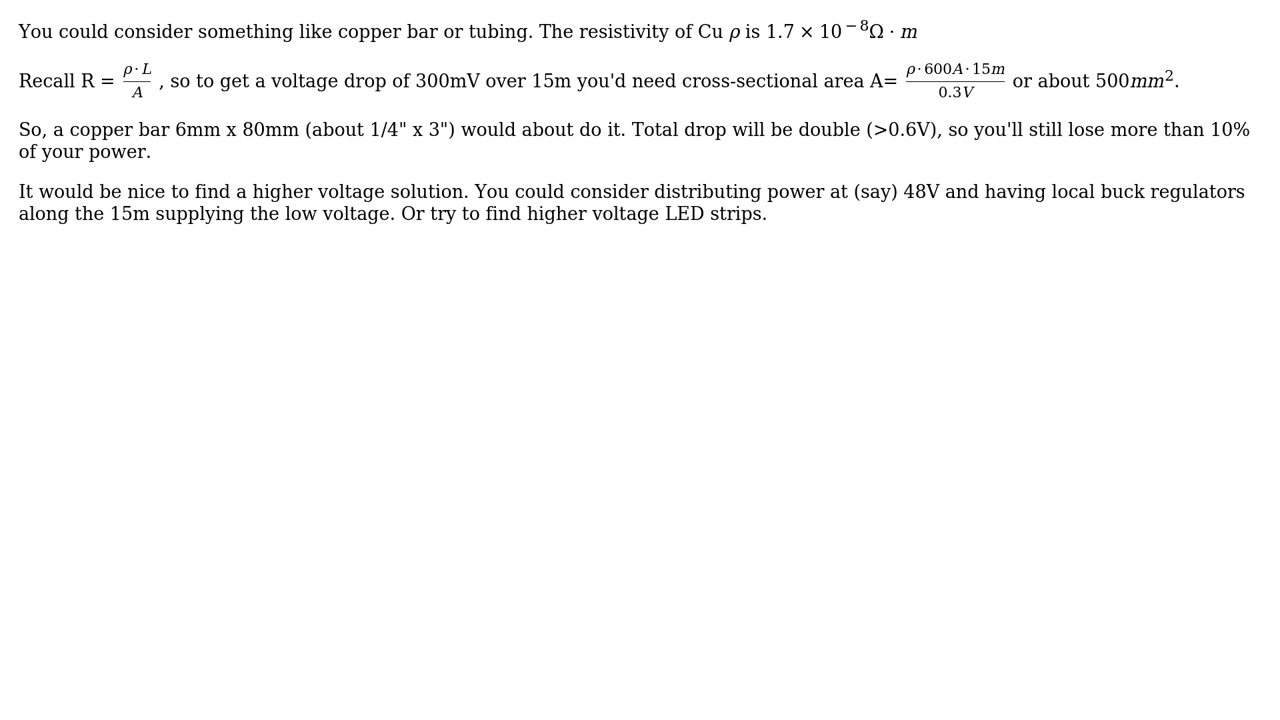 You could consider something like copper bar or tubing. The resistivity of Cu ρ is 1.7 × 10⁻⁸Ω · m
Recall R = ρ·L/A , so to get a voltage drop of 300mV over 15m you'd need cross-sectional area A= ρ·600A·15m/0.3V or about 500mm².
So, a copper bar 6mm x 80mm (about 1/4" x 3") would about do it. Total drop will be double (>0.6V), so you'll still lose more than 10%
of your power.
It would be nice to find a higher voltage solution. You could consider distributing power at (say) 48V and having local buck regulators
along the 15m supplying the low voltage. Or try to find higher voltage LED strips.